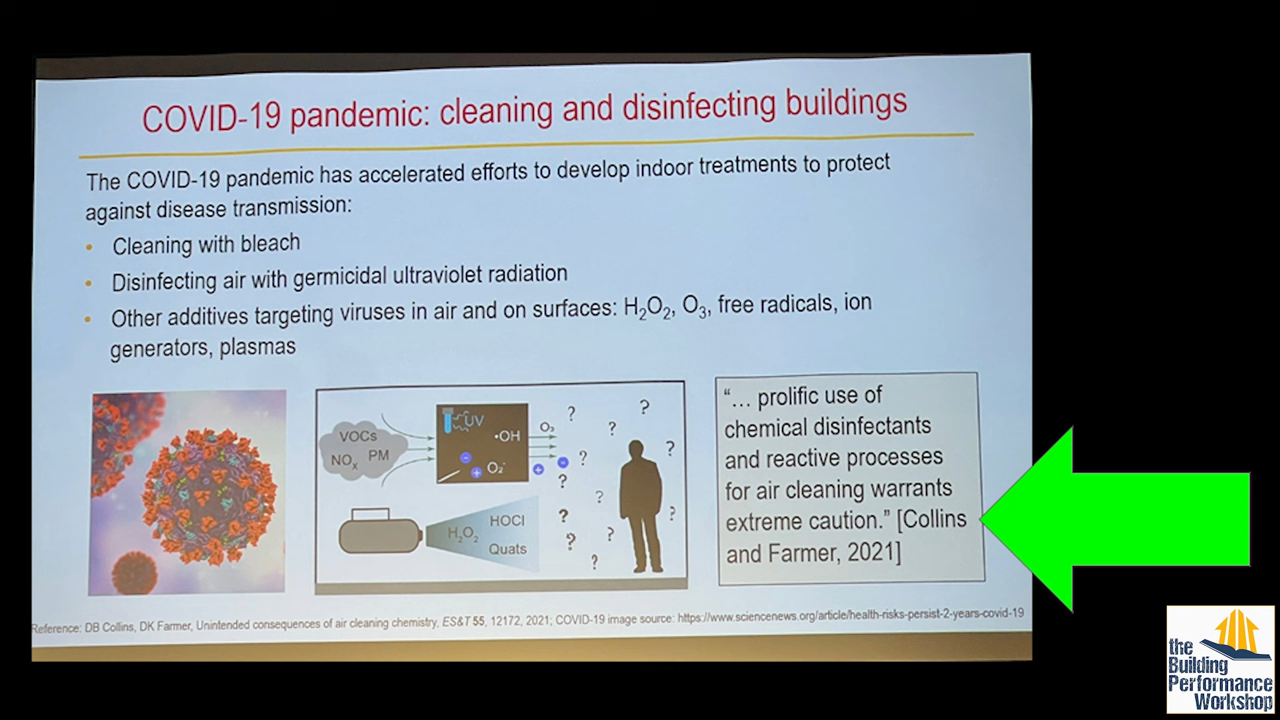 COVID-19 pandemic: cleaning and disinfecting buildings
The COVID-19 pandemic has accelerated efforts to develop indoor treatments to protect
against disease transmission:
• Cleaning with bleach
• Disinfecting air with germicidal ultraviolet radiation
• Other additives targeting viruses in air and on surfaces: H₂O₂, O₃, free radicals, ion
generators, plasmas
VOCs
NOₓ PM
UV
•OH
O₂⁻
O₃
+
-
? ? ? ? ? ? ? ? ? ? ? ?
H₂O₂
HOCl
Quats
“... prolific use of
chemical disinfectants
and reactive processes
for air cleaning warrants
extreme caution.” [Collins
and Farmer, 2021]
Reference: DB Collins, DK Farmer, Unintended consequences of air cleaning chemistry, ES&T 55, 12172, 2021; COVID-19 image source: https://www.sciencenews.org/article/health-risks-persist-2-years-covid-19
the
Building
Performance
Workshop